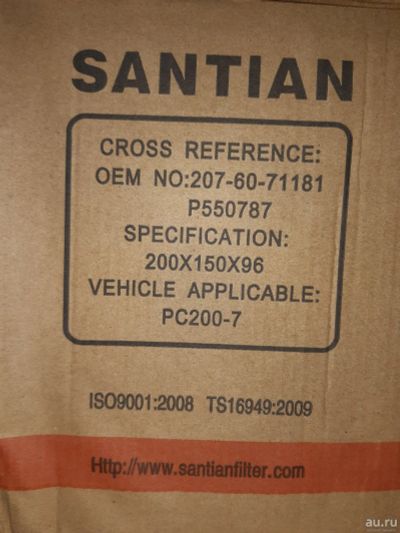 SANTIAN
CROSS REFERENCE:
OEM NO:207-60-71181
P550787
SPECIFICATION:
200X150X96
VEHICLE APPLICABLE:
PC200-7
ISO9001:2008 TS16949:2009
Http://www.santianfilter.com
au.ru